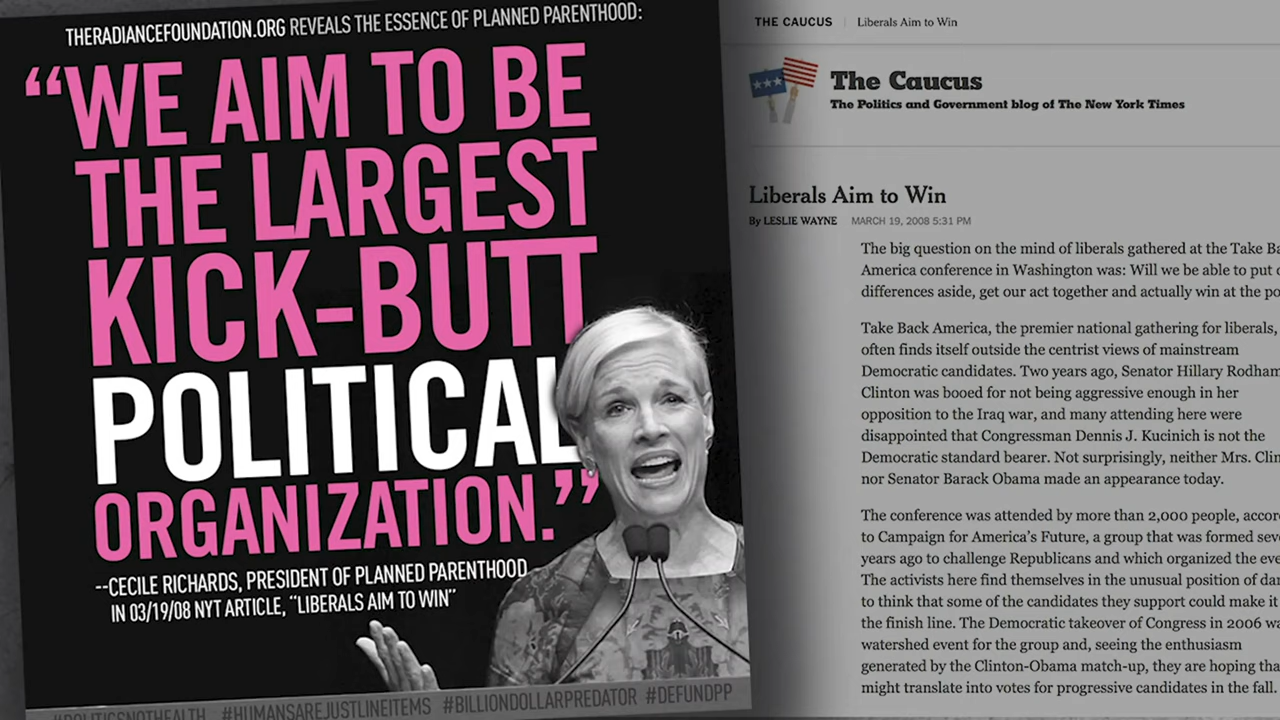 THERADIANCEFOUNDATION.ORG REVEALS THE ESSENCE OF PLANNED PARENTHOOD:
“WE AIM TO BE
THE LARGEST
KICK-BUTT
POLITICAL
ORGANIZATION.”
--CECILE RICHARDS, PRESIDENT OF PLANNED PARENTHOOD
IN 03/19/08 NYT ARTICLE, “LIBERALS AIM TO WIN”
#POLITICSNOTHEALTH #HUMANSAREJUSTLINEITEMS #BILLIONDOLLARPREDATOR #DEFUNDPP
THE CAUCUS Liberals Aim to Win
The Caucus
The Politics and Government blog of The New York Times
Liberals Aim to Win
By LESLIE WAYNE MARCH 19, 2008 5:31 PM
The big question on the mind of liberals gathered at the Take
America conference in Washington was: Will we be able to put
differences aside, get our act together and actually win at the
Take Back America, the premier national gathering for liberals,
often finds itself outside the centrist views of mainstream
Democratic candidates. Two years ago, Senator Hillary Rodham
Clinton was booed for not being aggressive enough in her
opposition to the Iraq war, and many attending here were
disappointed that Congressman Dennis J. Kucinich is not the
Democratic standard bearer. Not surprisingly, neither Mrs.
nor Senator Barack Obama made an appearance today.
The conference was attended by more than 2,000 people,
to Campaign for America’s Future, a group that was formed
years ago to challenge Republicans and which organized the
The activists here find themselves in the unusual position of
to think that some of the candidates they support could make it
the finish line. The Democratic takeover of Congress in 2006
watershed event for the group and, seeing the enthusiasm
generated by the Clinton-Obama match-up, they are hoping
might translate into votes for progressive candidates in the fall.